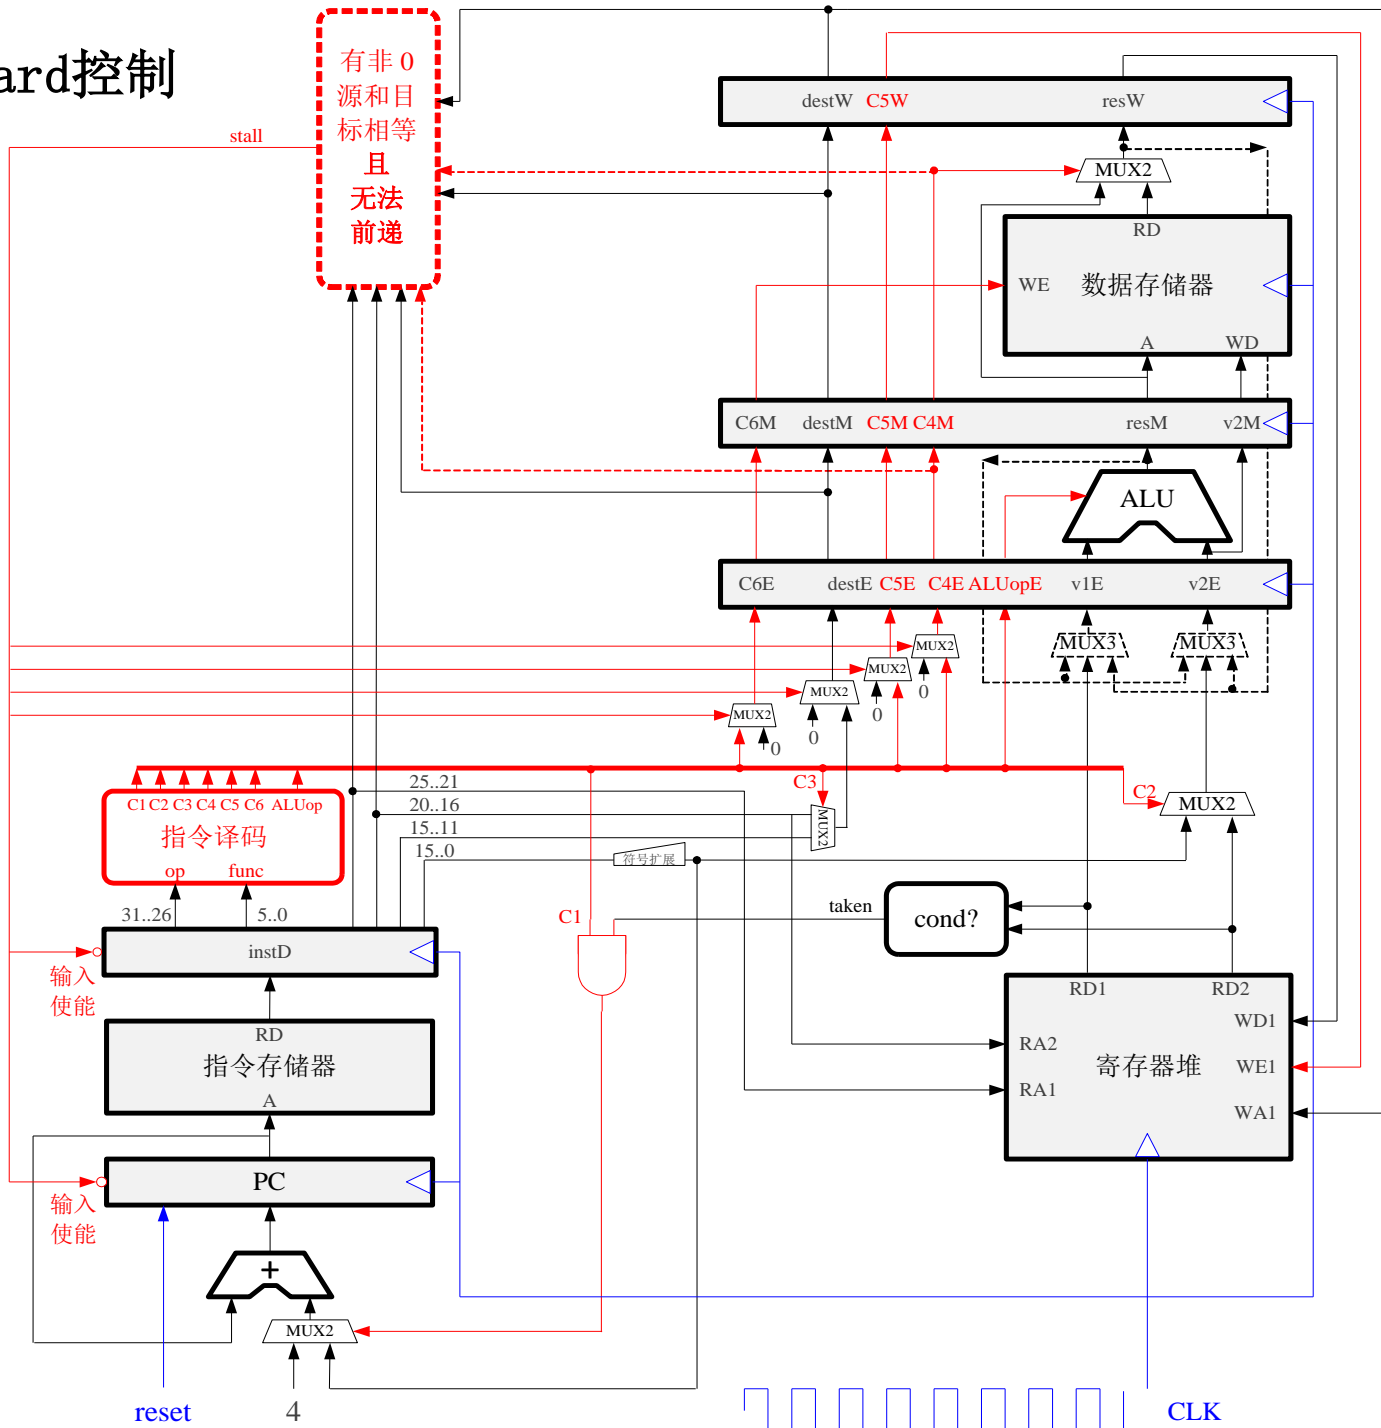 ard控制
有非 0
源和目
标相等
且
无法
前递
stall
destW C5W resW
MUX2
RD
WE 数据存储器
A WD
C6M destM C5M C4M resM v2M
ALU
C6E destE C5E C4E ALUopE v1E v2E
MUX3 MUX3
MUX2
MUX2
0
MUX2
0
MUX2
0
0
C1 C2 C3 C4 C5 C6 ALUop
指令译码
op func
25..21
20..16
15..11
15..0
C3
MUX2
C2
MUX2
符号扩展
31..26 5..0
C1
taken
cond?
instD
输入
使能
RD
指令存储器
A
RD1 RD2
WD1
RA2
寄存器堆
WE1
RA1
WA1
PC
输入
使能
+
MUX2
reset
4
CLK